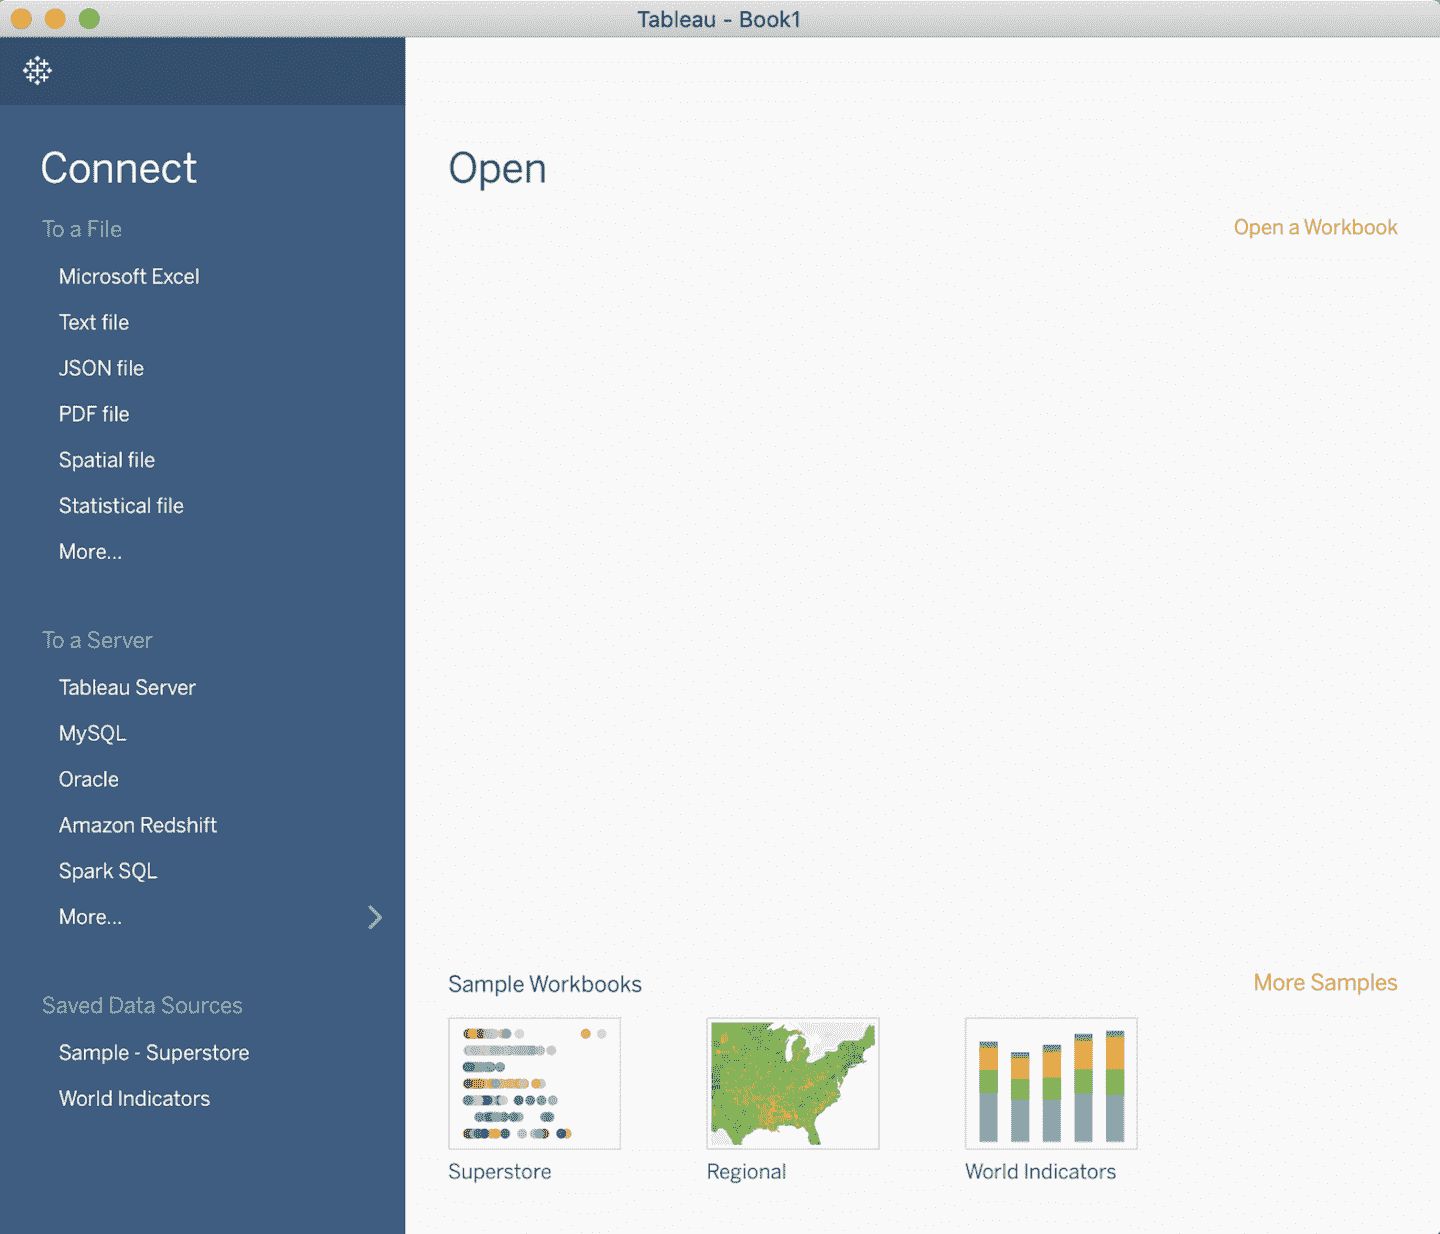 Tableau - Book1
Connect
To a File
Microsoft Excel
Text file
JSON file
PDF file
Spatial file
Statistical file
More...
To a Server
Tableau Server
MySQL
Oracle
Amazon Redshift
Spark SQL
More...
Saved Data Sources
Sample - Superstore
World Indicators
Open
Open a Workbook
Sample Workbooks
More Samples
Superstore
Regional
World Indicators